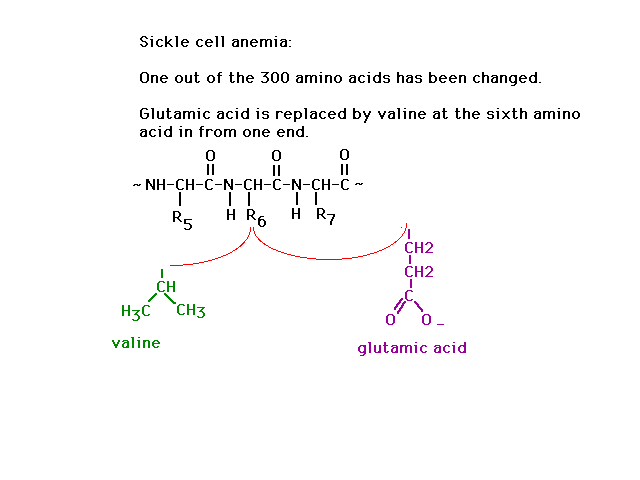 Sickle cell anemia:
One out of the 300 amino acids has been changed.
Glutamic acid is replaced by valine at the sixth amino
acid in from one end.
O O O
~ NH-CH-C-N-CH-C-N-CH-C ~
R5 H R6 H R7
CH2
CH2
CH C
H3C CH3 O O _
valine glutamic acid